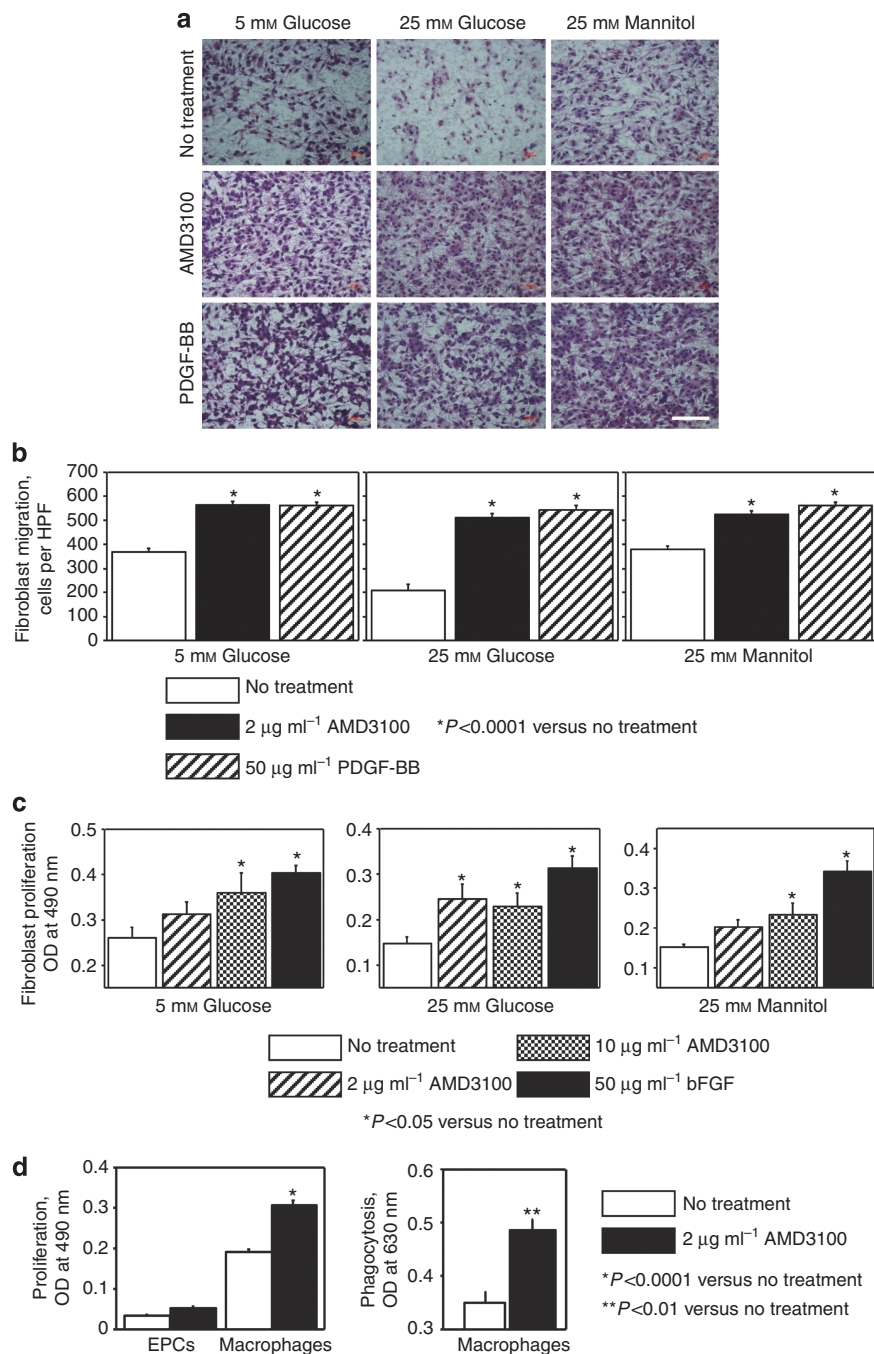 a
5 mM Glucose
25 mM Glucose
25 mM Mannitol
No treatment
AMD3100
PDGF-BB
b
Fibroblast migration,
cells per HPF
700
600
500
400
300
200
100
0
* *
* *
* *
5 mM Glucose
25 mM Glucose
25 mM Mannitol
No treatment
2 µg ml⁻¹ AMD3100
*P<0.0001 versus no treatment
50 µg ml⁻¹ PDGF-BB
c
Fibroblast proliferation
OD at 490 nm
0.5
0.4
0.3
0.2
* *
5 mM Glucose
0.4
0.3
0.2
0.1
* * *
25 mM Glucose
0.4
0.3
0.2
0.1
* *
25 mM Mannitol
No treatment
10 µg ml⁻¹ AMD3100
2 µg ml⁻¹ AMD3100
50 µg ml⁻¹ bFGF
*P<0.05 versus no treatment
d
Proliferation,
OD at 490 nm
0.4
0.3
0.2
0.1
0
*
EPCs
Macrophages
Phagocytosis,
OD at 630 nm
0.6
0.5
0.4
0.3
**
Macrophages
No treatment
2 µg ml⁻¹ AMD3100
*P<0.0001 versus no treatment
**P<0.01 versus no treatment